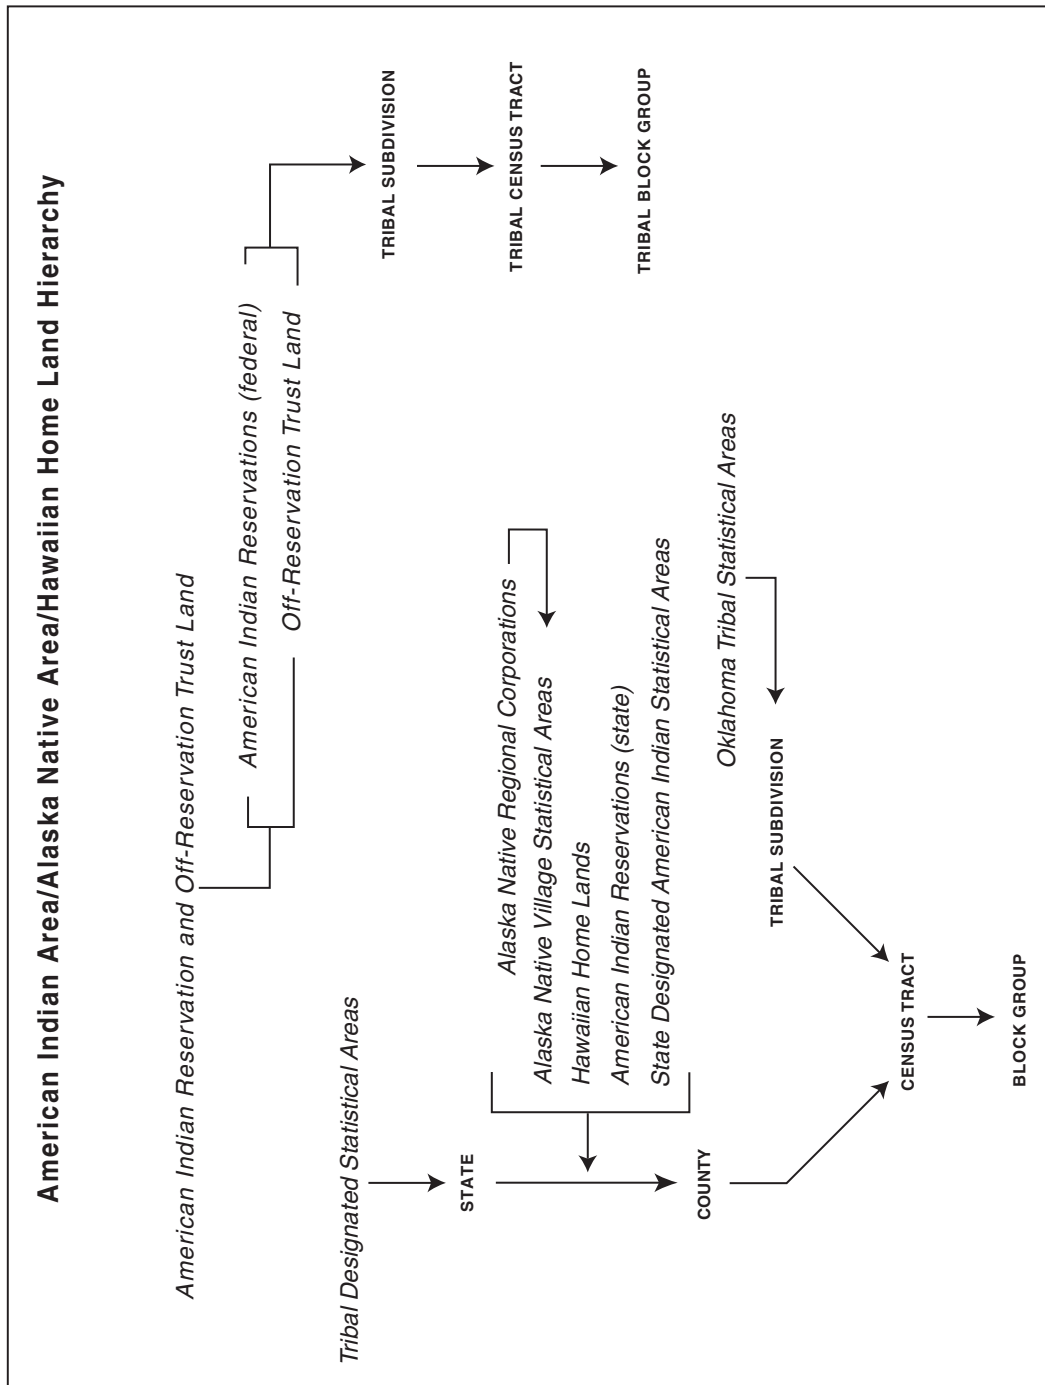 American Indian Area/Alaska Native Area/Hawaiian Home Land Hierarchy
American Indian Reservation and Off-Reservation Trust Land
American Indian Reservations (federal)
Off-Reservation Trust Land
TRIBAL SUBDIVISION
TRIBAL CENSUS TRACT
TRIBAL BLOCK GROUP
Tribal Designated Statistical Areas
STATE
Alaska Native Regional Corporations
Alaska Native Village Statistical Areas
Hawaiian Home Lands
American Indian Reservations (state)
State Designated American Indian Statistical Areas
COUNTY
Oklahoma Tribal Statistical Areas
TRIBAL SUBDIVISION
CENSUS TRACT
BLOCK GROUP